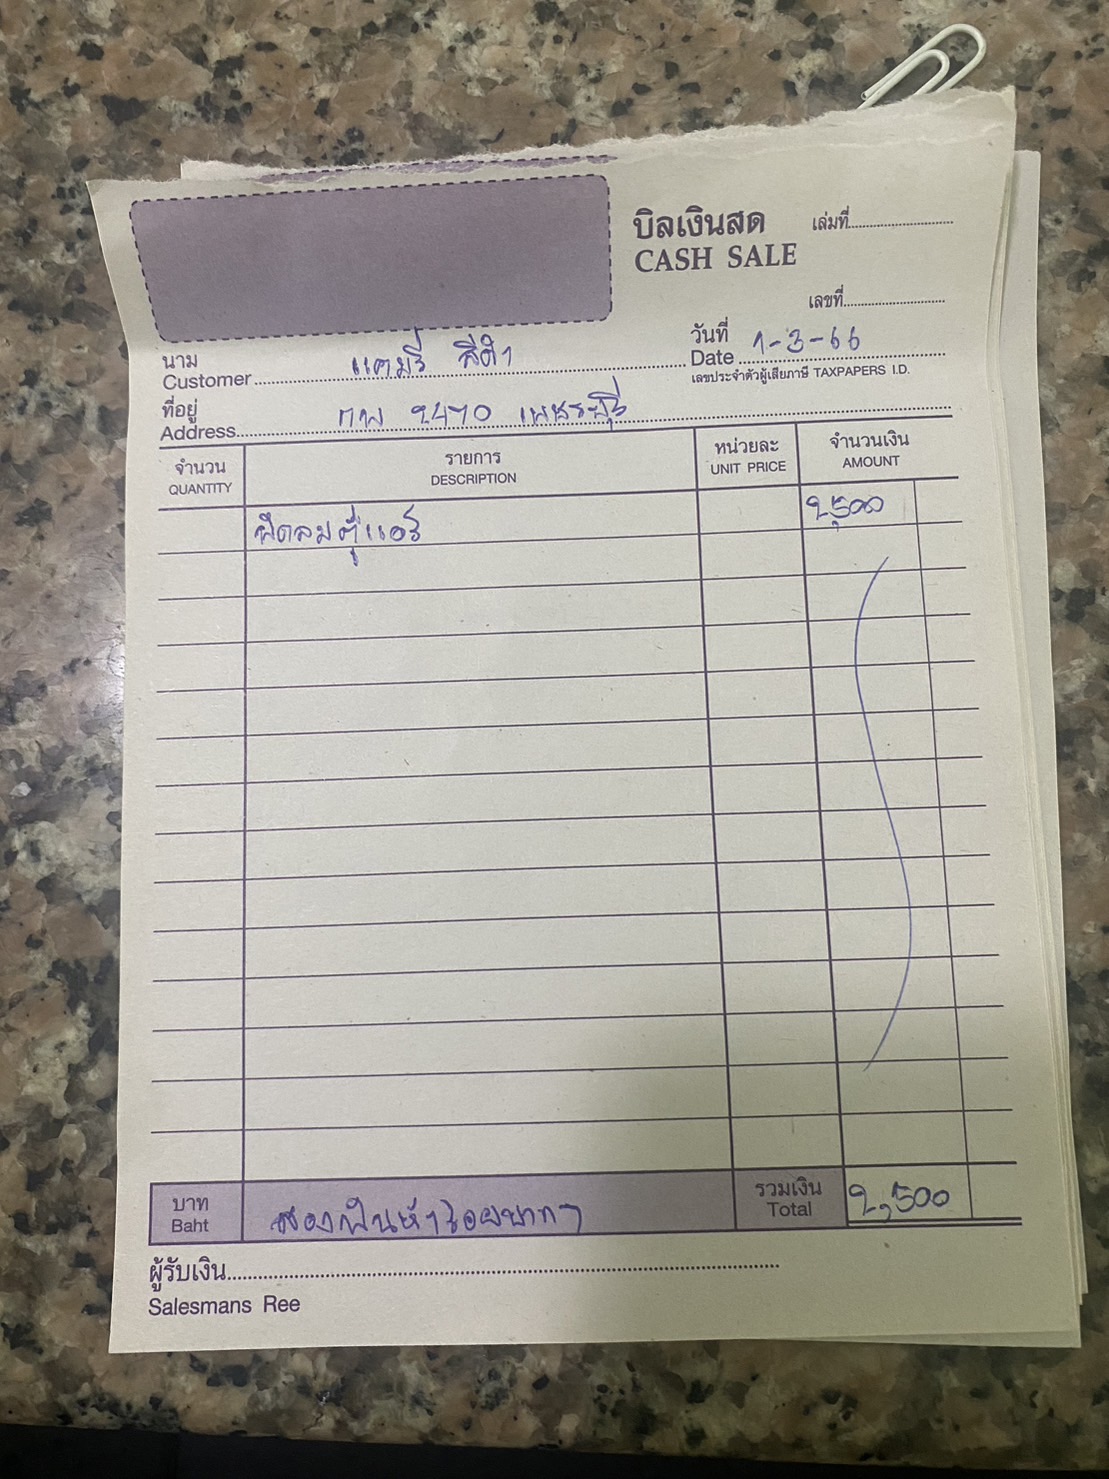 บิลเงินสด เล่มที่
CASH SALE
เลขที่
นาม
Customer แคมรี่ สีดำ
วันที่
Date 1-3-66
เลขประจำตัวผู้เสียภาษี TAXPAPERS I.D.
ที่อยู่
Address กพ 2470 เพชรบุรี
จำนวน รายการ หน่วยละ จำนวนเงิน
QUANTITY DESCRIPTION UNIT PRICE AMOUNT
พัดลมตู้แอร์ 2,500
บาท รวมเงิน
Baht สองพันห้าร้อยบาทๆ Total 2,500
ผู้รับเงิน
Salesmans Ree